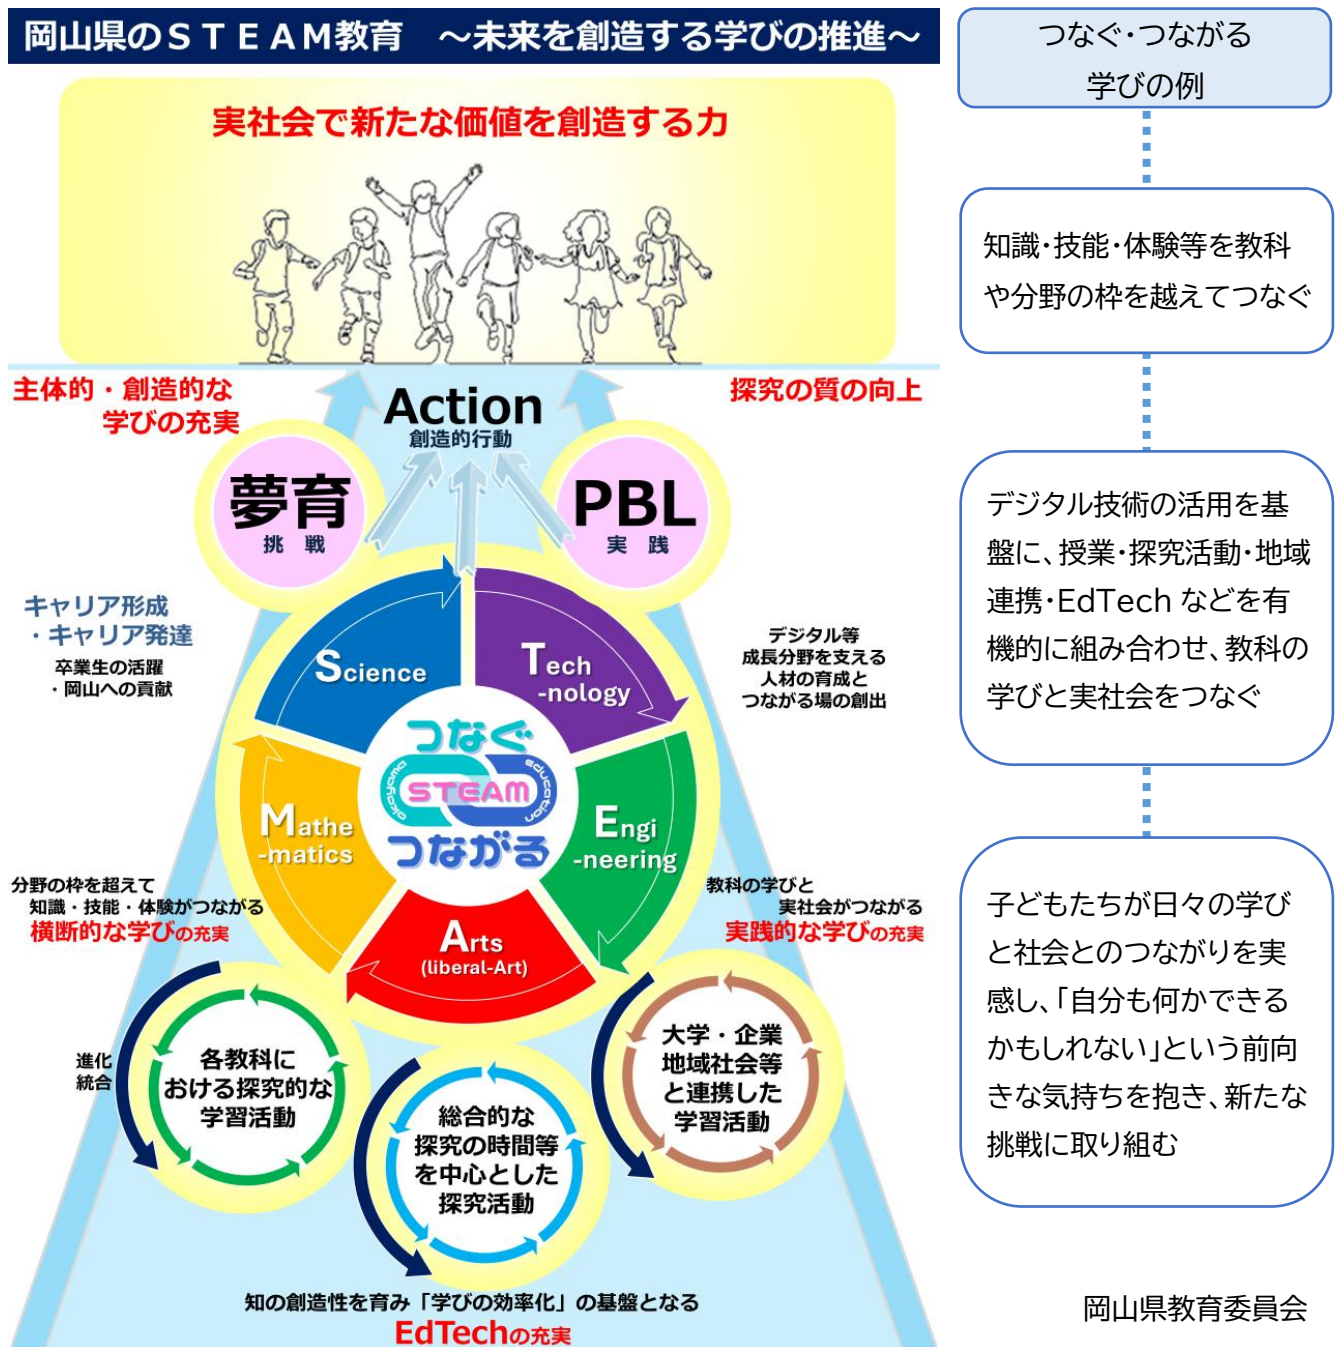 岡山県のＳＴＥＡＭ教育　～未来を創造する学びの推進～
実社会で新たな価値を創造する力
主体的・創造的な
学びの充実
探究の質の向上
Action
創造的行動
夢育
挑 戦
PBL
実 践
キャリア形成
・キャリア発達
卒業生の活躍
・岡山への貢献
デジタル等
成長分野を支える
人材の育成と
つながる場の創出
Science
Tech
-nology
Engi
-neering
Arts
(liberal-Art)
Mathe
-matics
つなぐ
okayama
STEAM
education
つながる
分野の枠を超えて
知識・技能・体験がつながる
横断的な学びの充実
教科の学びと
実社会がつながる
実践的な学びの充実
進化
統合
各教科に
おける探究的な
学習活動
総合的な
探究の時間等
を中心とした
探究活動
大学・企業
地域社会等
と連携した
学習活動
知の創造性を育み「学びの効率化」の基盤となる
EdTechの充実
つなぐ・つながる
学びの例
知識・技能・体験等を教科
や分野の枠を越えてつなぐ
デジタル技術の活用を基
盤に、授業・探究活動・地域
連携・EdTech などを有
機的に組み合わせ、教科の
学びと実社会をつなぐ
子どもたちが日々の学び
と社会とのつながりを実
感し、「自分も何かできる
かもしれない」という前向
きな気持ちを抱き、新たな
挑戦に取り組む
岡山県教育委員会